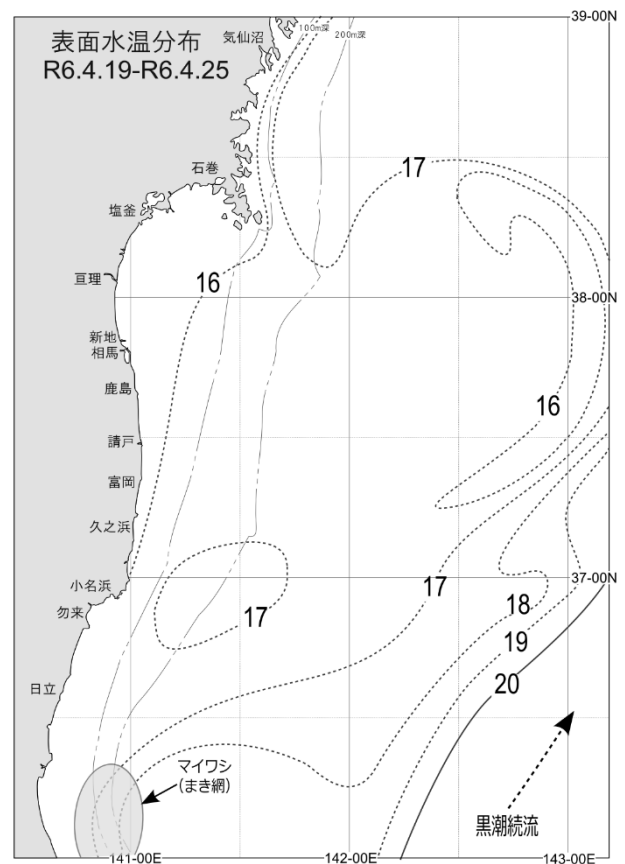 表面水温分布
R6.4.19-R6.4.25
39-00N
100m深
200m深
気仙沼
石巻
塩釜
17
亘理
16
38-00N
新地
相馬
鹿島
16
請戸
富岡
久之浜
小名浜
37-00N
17
勿来
17
18
19
20
日立
マイワシ
(まき網)
黒潮続流
141-00E
142-00E
143-00E